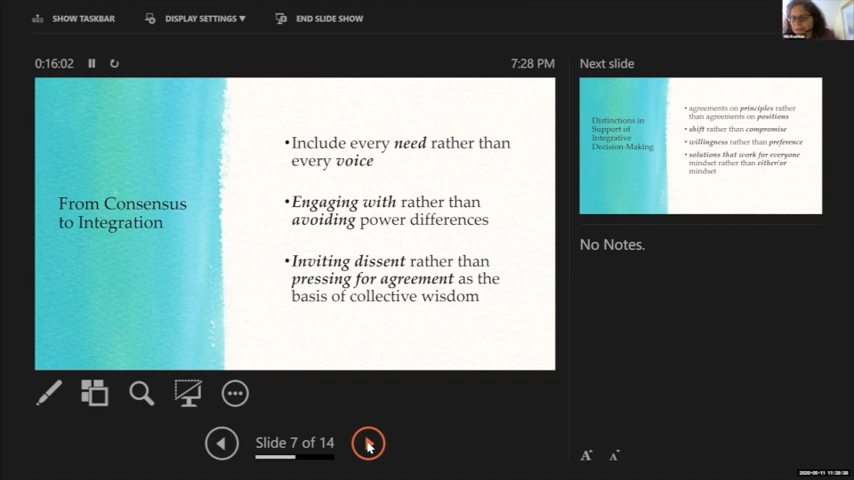 SHOW TASKBAR
DISPLAY SETTINGS ▼
END SLIDE SHOW
0:16:02
7:28 PM
From Consensus
to Integration
•Include every need rather than
every voice
•Engaging with rather than
avoiding power differences
•Inviting dissent rather than
pressing for agreement as the
basis of collective wisdom
Next slide
Distinctions in
Support of
Integrative
Decision-Making
• agreements on principles rather
than agreements on positions
• shift rather than compromise
• willingness rather than preference
• solutions that work for everyone
mindset rather than either/or
mindset
No Notes.
Slide 7 of 14
A
A